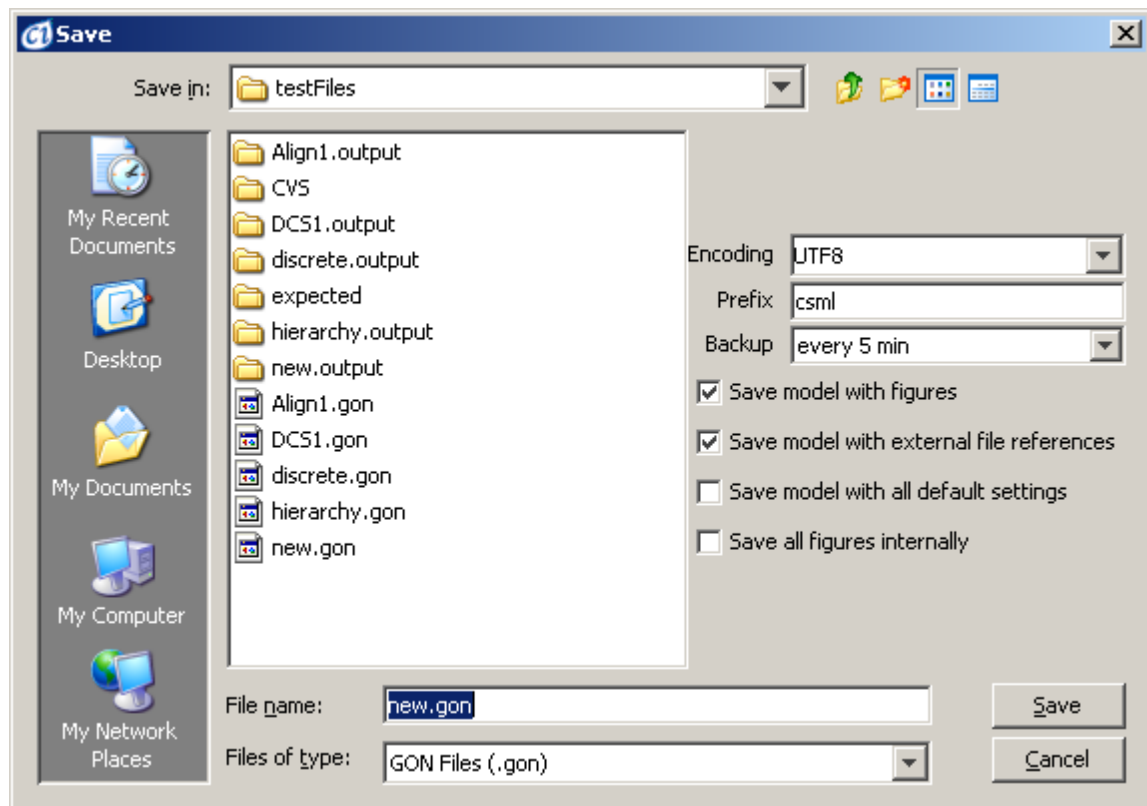 Save
Save in:
testFiles
My Recent
Documents
Desktop
My Documents
My Computer
My Network
Places
Align1.output
CVS
DCS1.output
discrete.output
expected
hierarchy.output
new.output
Align1.gon
DCS1.gon
discrete.gon
hierarchy.gon
new.gon
Encoding UTF8
Prefix csml
Backup every 5 min
Save model with figures
Save model with external file references
Save model with all default settings
Save all figures internally
File name: new.gon
Save
Files of type: GON Files (.gon)
Cancel